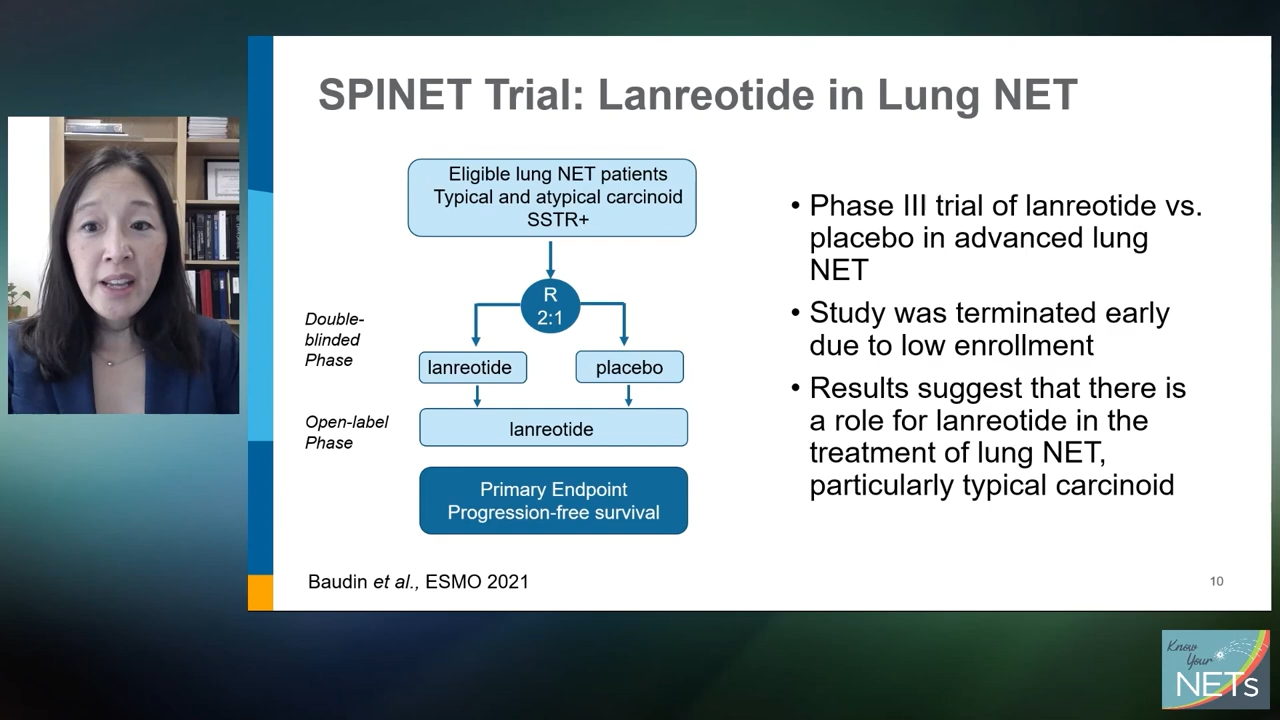 SPINET Trial: Lanreotide in Lung NET
Eligible lung NET patients
Typical and atypical carcinoid
SSTR+
R
2:1
Double-
blinded
Phase
lanreotide
placebo
Open-label
Phase
lanreotide
Primary Endpoint
Progression-free survival
• Phase III trial of lanreotide vs.
placebo in advanced lung
NET
• Study was terminated early
due to low enrollment
• Results suggest that there is
a role for lanreotide in the
treatment of lung NET,
particularly typical carcinoid
Baudin et al., ESMO 2021
10
Know
Your
NETs